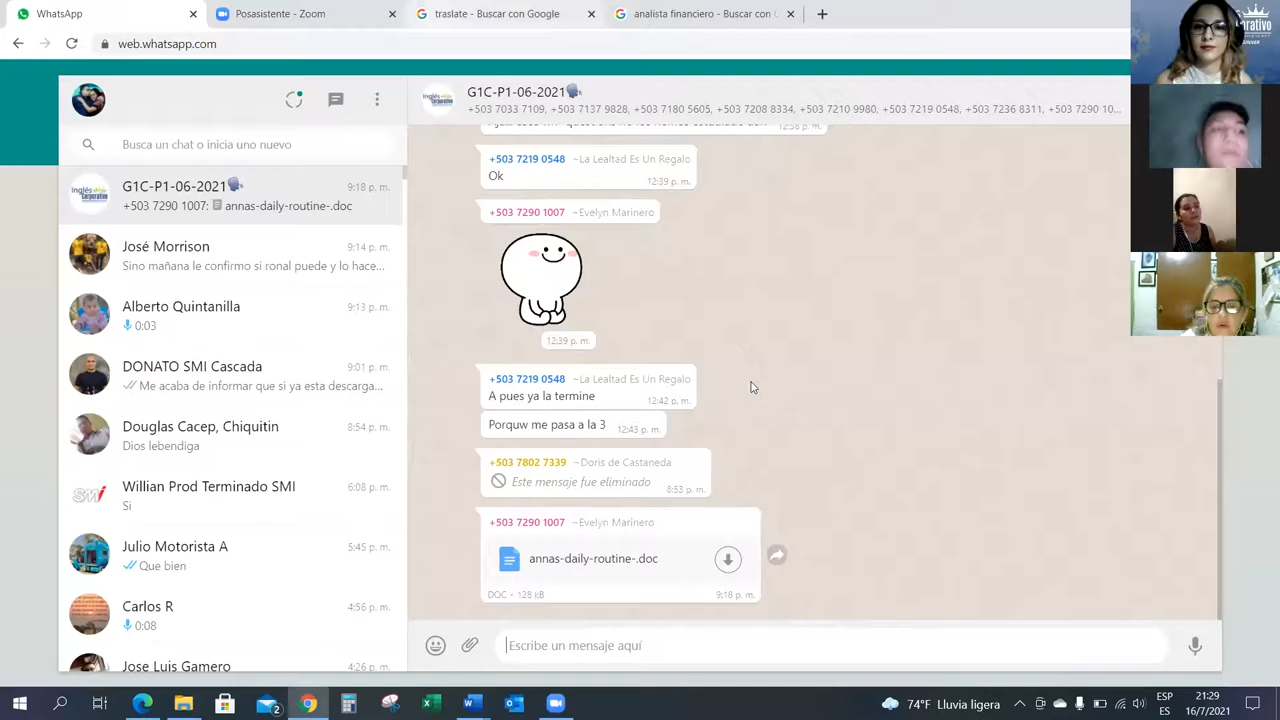 WhatsApp
Posasistente - Zoom
traslate - Buscar con Google
analista financiero - Buscar con G
web.whatsapp.com
G1C-P1-06-2021
+503 7033 7109, +503 7137 9828, +503 7180 5605, +503 7208 8334, +503 7210 9980, +503 7219 0548, +503 7236 8311, +503 7290 10...
Busca un chat o inicia uno nuevo
G1C-P1-06-2021 9:18 p. m.
+503 7290 1007: annas-daily-routine-.doc
José Morrison 9:14 p. m.
Sino mañana le confirmo si ronal puede y lo hace...
Alberto Quintanilla 9:13 p. m.
0:03
DONATO SMI Cascada 9:01 p. m.
Me acaba de informar que si ya esta descarga...
Douglas Cacep, Chiquitin 8:54 p. m.
Dios lebendiga
Willian Prod Terminado SMI 6:08 p. m.
SMI
Si
Julio Motorista A 5:45 p. m.
Que bien
Carlos R 4:56 p. m.
0:08
Jose Luis Gamero 4:26 p. m.
12:38 p. m.
+503 7219 0548 ~La Lealtad Es Un Regalo
Ok 12:39 p. m.
+503 7290 1007 ~Evelyn Marinero
12:39 p. m.
+503 7219 0548 ~La Lealtad Es Un Regalo
A pues ya la termine 12:42 p. m.
Porquw me pasa a la 3 12:43 p. m.
+503 7802 7339 ~Doris de Castaneda
Este mensaje fue eliminado 8:53 p. m.
+503 7290 1007 ~Evelyn Marinero
annas-daily-routine-.doc
DOC • 128 kB 9:18 p. m.
Escribe un mensaje aquí
74°F Lluvia ligera
ESP
ES
21:29
16/7/2021